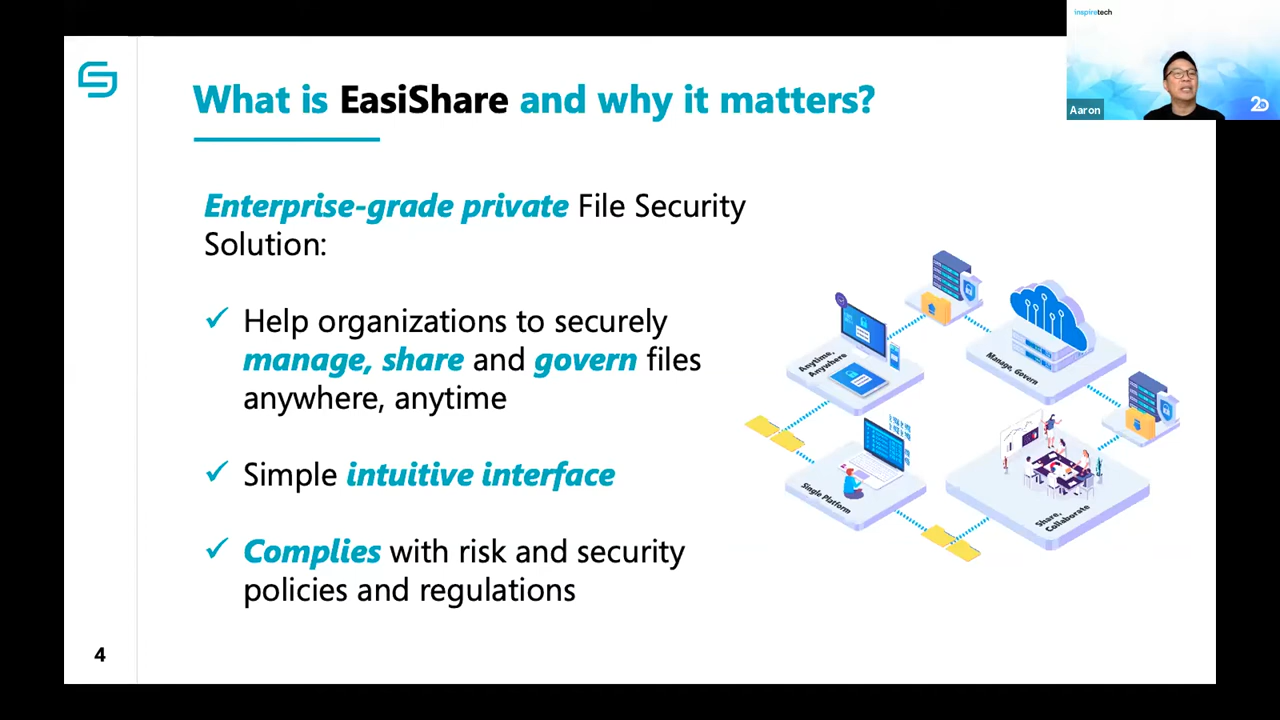 inspiretech
Aaron
20
What is EasiShare and why it matters?
Enterprise-grade private File Security
Solution:
Help organizations to securely
manage, share and govern files
anywhere, anytime
Simple intuitive interface
Complies with risk and security
policies and regulations
Anytime,
Anywhere
Manage, Govern
Single Platform
Share,
Collaborate
4